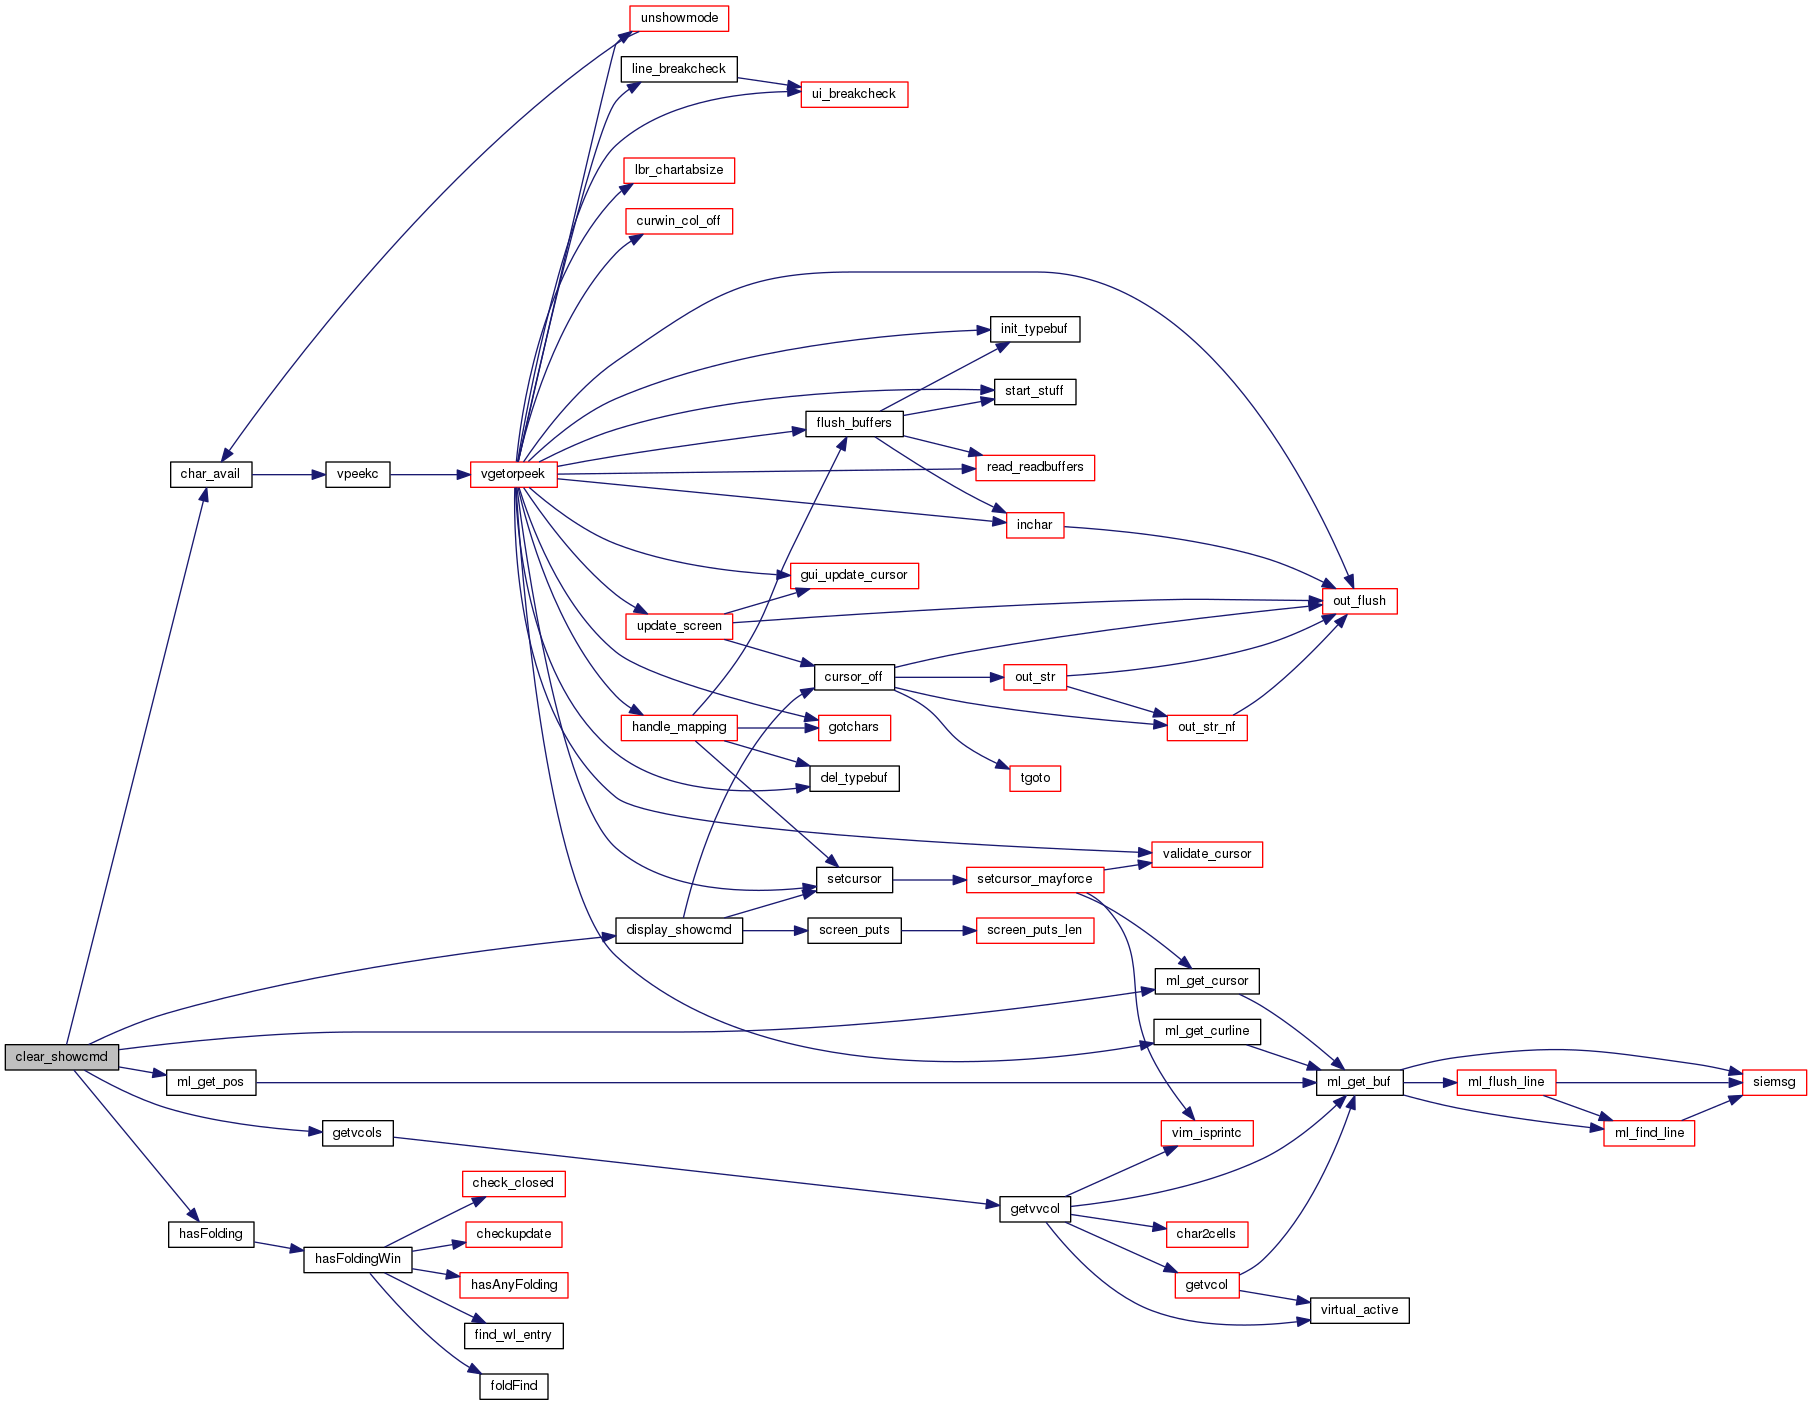 unshowmode
line_breakcheck
ui_breakcheck
lbr_chartabsize
curwin_col_off
init_typebuf
start_stuff
flush_buffers
char_avail
vpeekc
vgetorpeek
read_readbuffers
inchar
gui_update_cursor
out_flush
update_screen
cursor_off
out_str
handle_mapping
gotchars
out_str_nf
del_typebuf
tgoto
validate_cursor
setcursor
setcursor_mayforce
display_showcmd
screen_puts
screen_puts_len
ml_get_cursor
ml_get_curline
clear_showcmd
ml_get_pos
ml_get_buf
ml_flush_line
siemsg
getvcols
vim_isprintc
ml_find_line
check_closed
getvvcol
hasFolding
checkupdate
char2cells
hasFoldingWin
hasAnyFolding
getvcol
virtual_active
find_wl_entry
foldFind